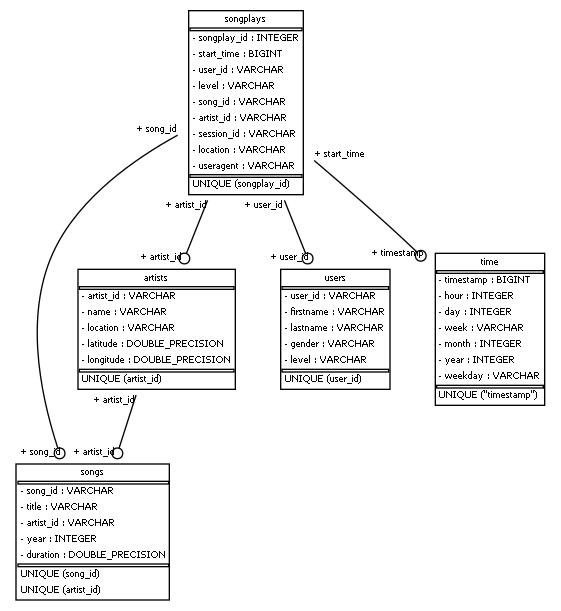 songplays
- songplay_id : INTEGER
- start_time : BIGINT
- user_id : VARCHAR
- level : VARCHAR
- song_id : VARCHAR
- artist_id : VARCHAR
- session_id : VARCHAR
- location : VARCHAR
- useragent : VARCHAR
UNIQUE (songplay_id)
+ song_id
+ start_time
+ artist_id
+ user_id
+ artist_id
+ user_id
+ timestamp
artists
- artist_id : VARCHAR
- name : VARCHAR
- location : VARCHAR
- latitude : DOUBLE_PRECISION
- longitude : DOUBLE_PRECISION
UNIQUE (artist_id)
users
- user_id : VARCHAR
- firstname : VARCHAR
- lastname : VARCHAR
- gender : VARCHAR
- level : VARCHAR
UNIQUE (user_id)
time
- timestamp : BIGINT
- hour : INTEGER
- day : INTEGER
- week : VARCHAR
- month : INTEGER
- year : INTEGER
- weekday : VARCHAR
UNIQUE ("timestamp")
+ artist_id
+ song_id
+ artist_id
songs
- song_id : VARCHAR
- title : VARCHAR
- artist_id : VARCHAR
- year : INTEGER
- duration : DOUBLE_PRECISION
UNIQUE (song_id)
UNIQUE (artist_id)